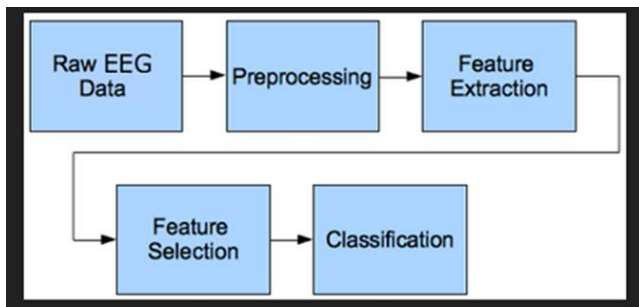 Raw EEG
Data
Preprocessing
Feature
Extraction
Feature
Selection
Classification